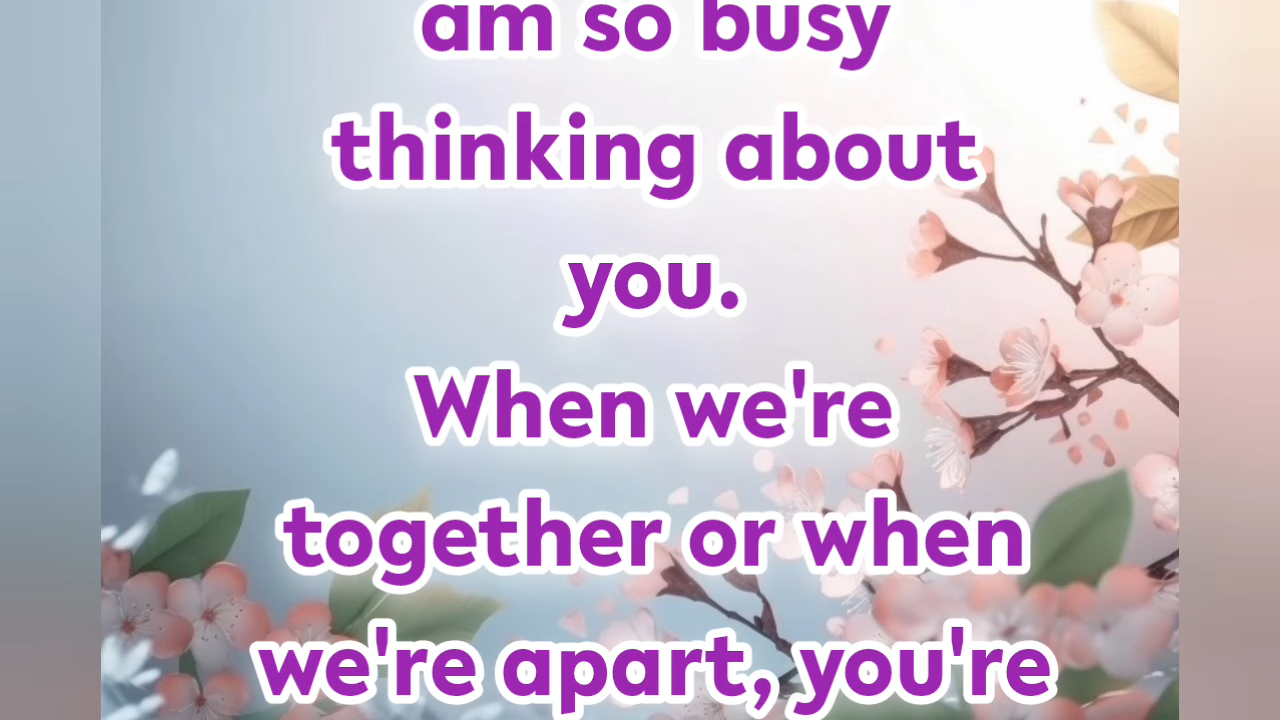 am so busy
thinking about
you.
When we're
together or when
we're apart, you're